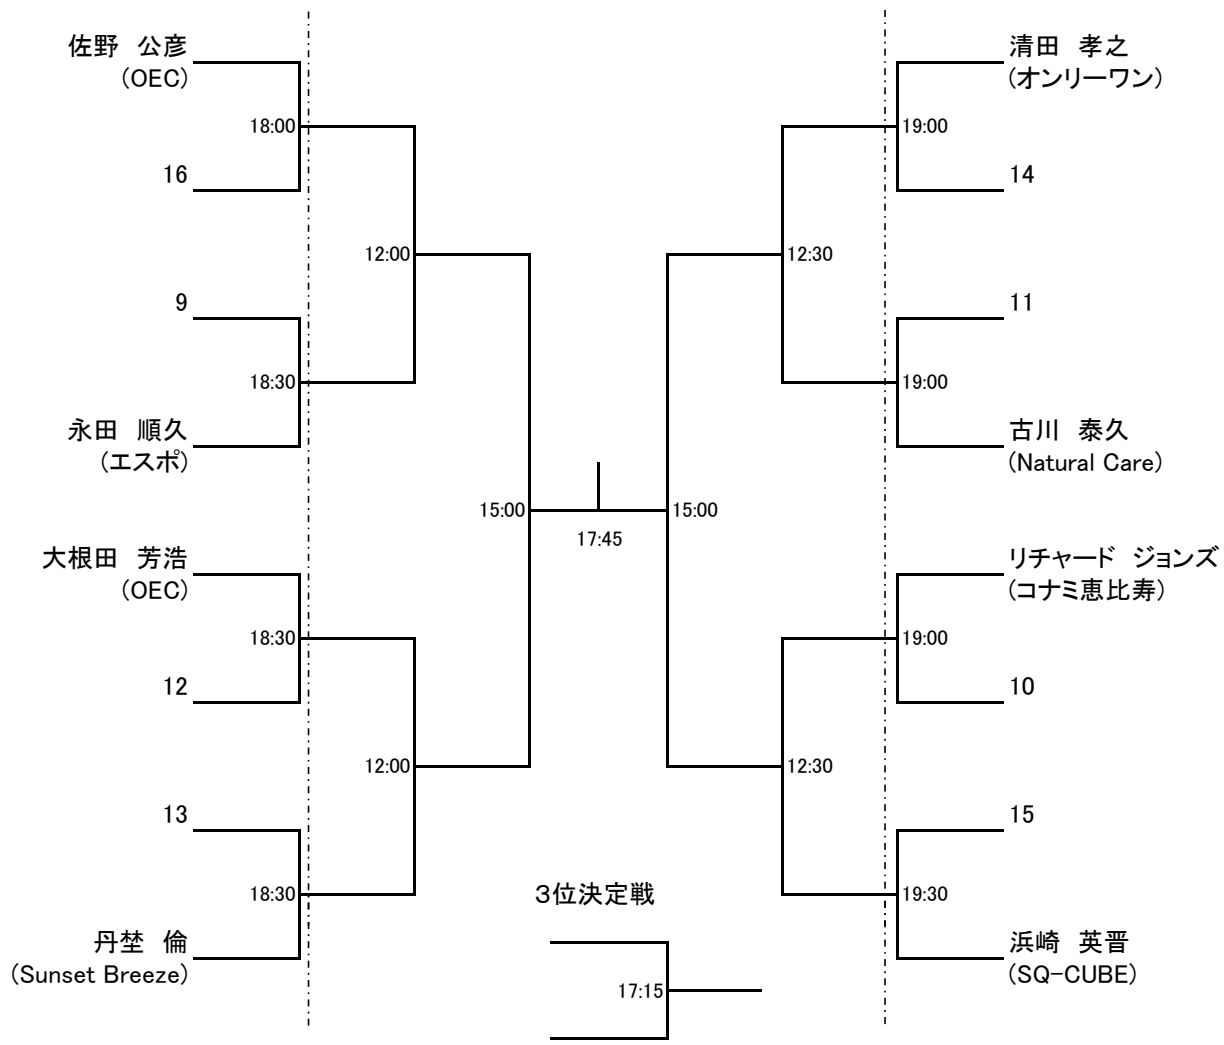 佐野　公彦
(OEC)
18:00
16
12:00
9
18:30
永田　順久
(エスポ)
15:00
大根田　芳浩
(OEC)
18:30
12
12:00
13
18:30
丹埜　倫
(Sunset Breeze)
17:45
3位決定戦
17:15
清田　孝之
(オンリーワン)
19:00
14
12:30
11
19:00
古川　泰久
(Natural Care)
15:00
リチャード　ジョンズ
(コナミ恵比寿)
19:00
10
12:30
15
19:30
浜崎　英晋
(SQ-CUBE)